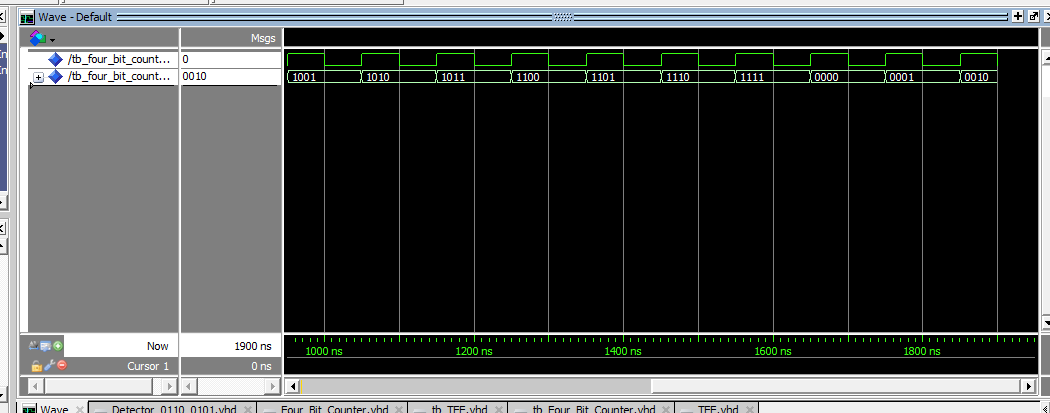 Wave - Default
Msgs
/tb_four_bit_count... 0
/tb_four_bit_count... 0010 1001 1010 1011 1100 1101 1110 1111 0000 0001 0010
Now 1900 ns 1000 ns 1200 ns 1400 ns 1600 ns 1800 ns
Cursor 1 0 ns
Wave Detector_0110_0101.vhd Four_Bit_Counter.vhd tb_TFF.vhd tb_Four_Bit_Counter.vhd TFF.vhd